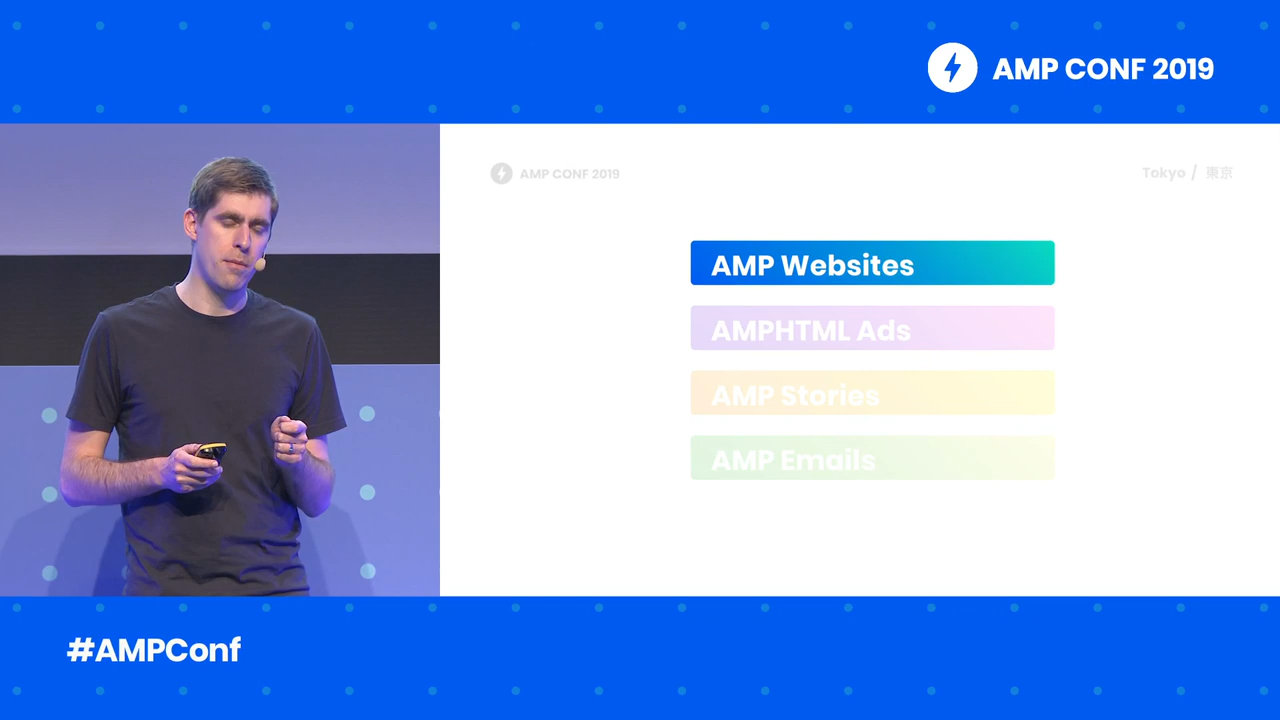 AMP CONF 2019
AMP CONF 2019
Tokyo / 東京
AMP Websites
AMPHTML Ads
AMP Stories
AMP Emails
#AMPConf